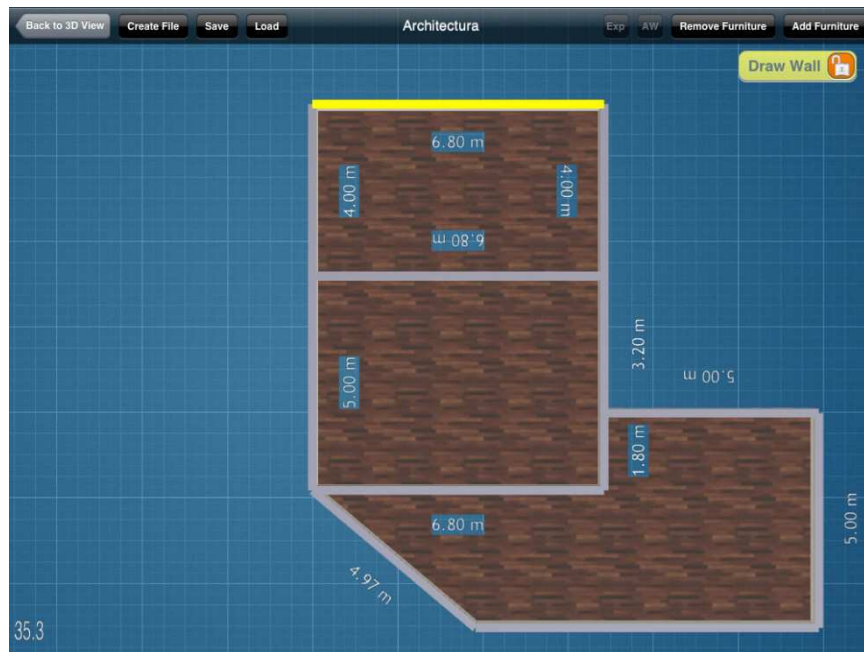 Back to 3D View Create File Save Load Architectura Exp AW Remove Furniture Add Furniture
Draw Wall
6.80 m
4.00 m
4.00 m
6.80 m
3.20 m
5.00 m
5.00 m
1.80 m
6.80 m
5.00 m
4.97 m
35.3